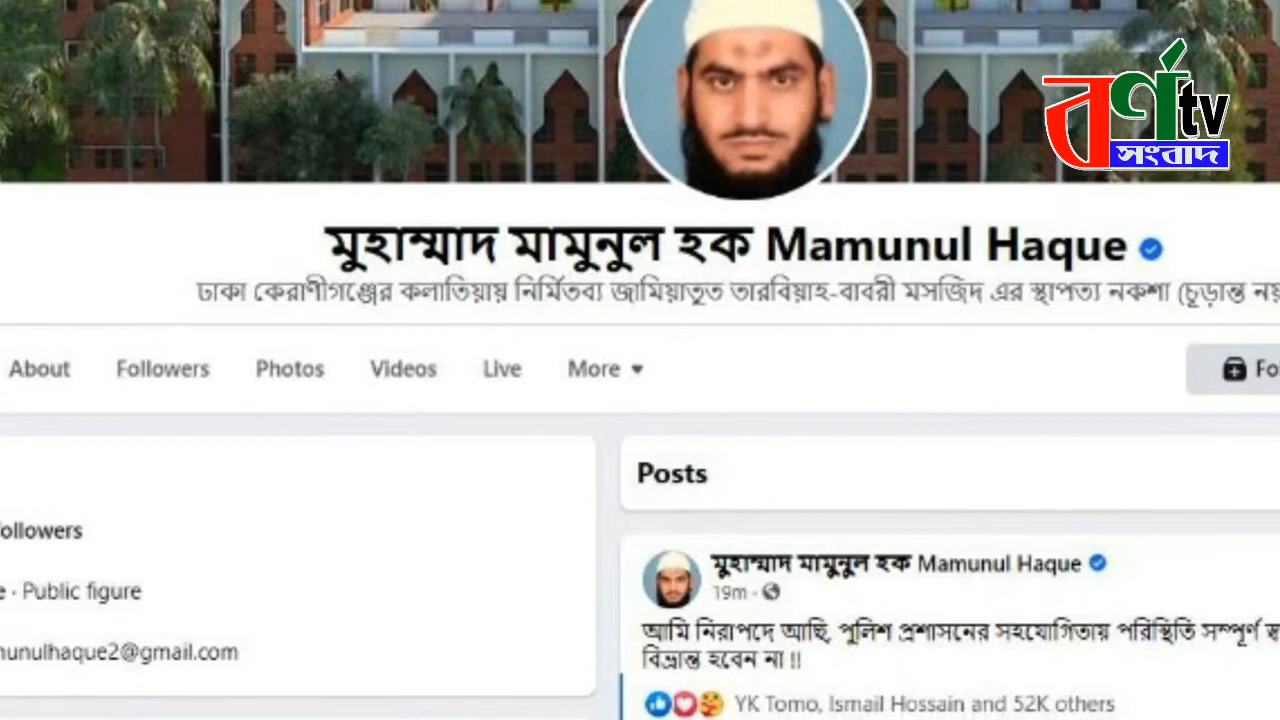 বর্ণ tv
সংবাদ
মুহাম্মাদ মামুনুল হক Mamunul Haque
ঢাকা কেরাণীগঞ্জের কলাতিয়ায় নির্মিতব্য জামিয়াতুত তারবিয়াহ-বাবরী মসজিদ এর স্থাপত্য নকশা (চূড়ান্ত নয়
About Followers Photos Videos Live More
Fo
Posts
ollowers
e · Public figure
nunulhaque2@gmail.com
মুহাম্মাদ মামুনুল হক Mamunul Haque
19m ·
আমি নিরাপদে আছি, পুলিশ প্রশাসনের সহযোগিতায় পরিস্থিতি সম্পূর্ণ
বিভ্রান্ত হবেন না !!
YK Tomo, Ismail Hossain and 52K others